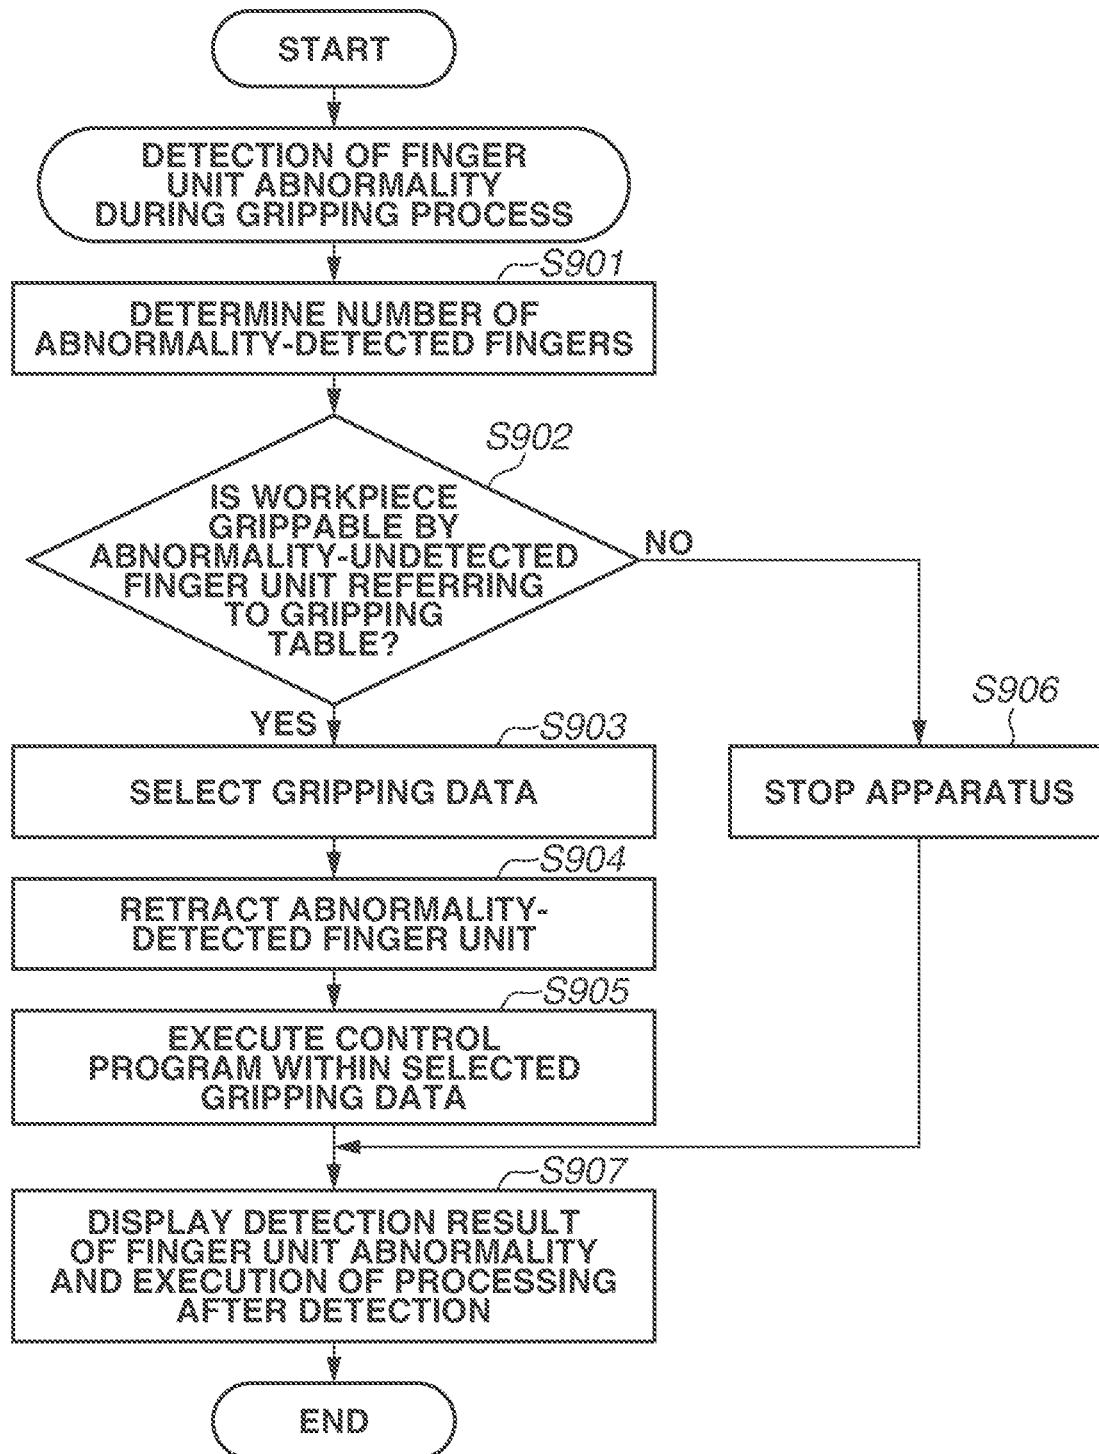 START
DETECTION OF FINGER
UNIT ABNORMALITY
DURING GRIPPING PROCESS
S901
DETERMINE NUMBER OF
ABNORMALITY-DETECTED FINGERS
S902
IS WORKPIECE
GRIPPABLE BY
ABNORMALITY-UNDETECTED
FINGER UNIT REFERRING
TO GRIPPING
TABLE?
NO
YES
S903
SELECT GRIPPING DATA
S906
STOP APPARATUS
S904
RETRACT ABNORMALITY-
DETECTED FINGER UNIT
S905
EXECUTE CONTROL
PROGRAM WITHIN SELECTED
GRIPPING DATA
S907
DISPLAY DETECTION RESULT
OF FINGER UNIT ABNORMALITY
AND EXECUTION OF PROCESSING
AFTER DETECTION
END